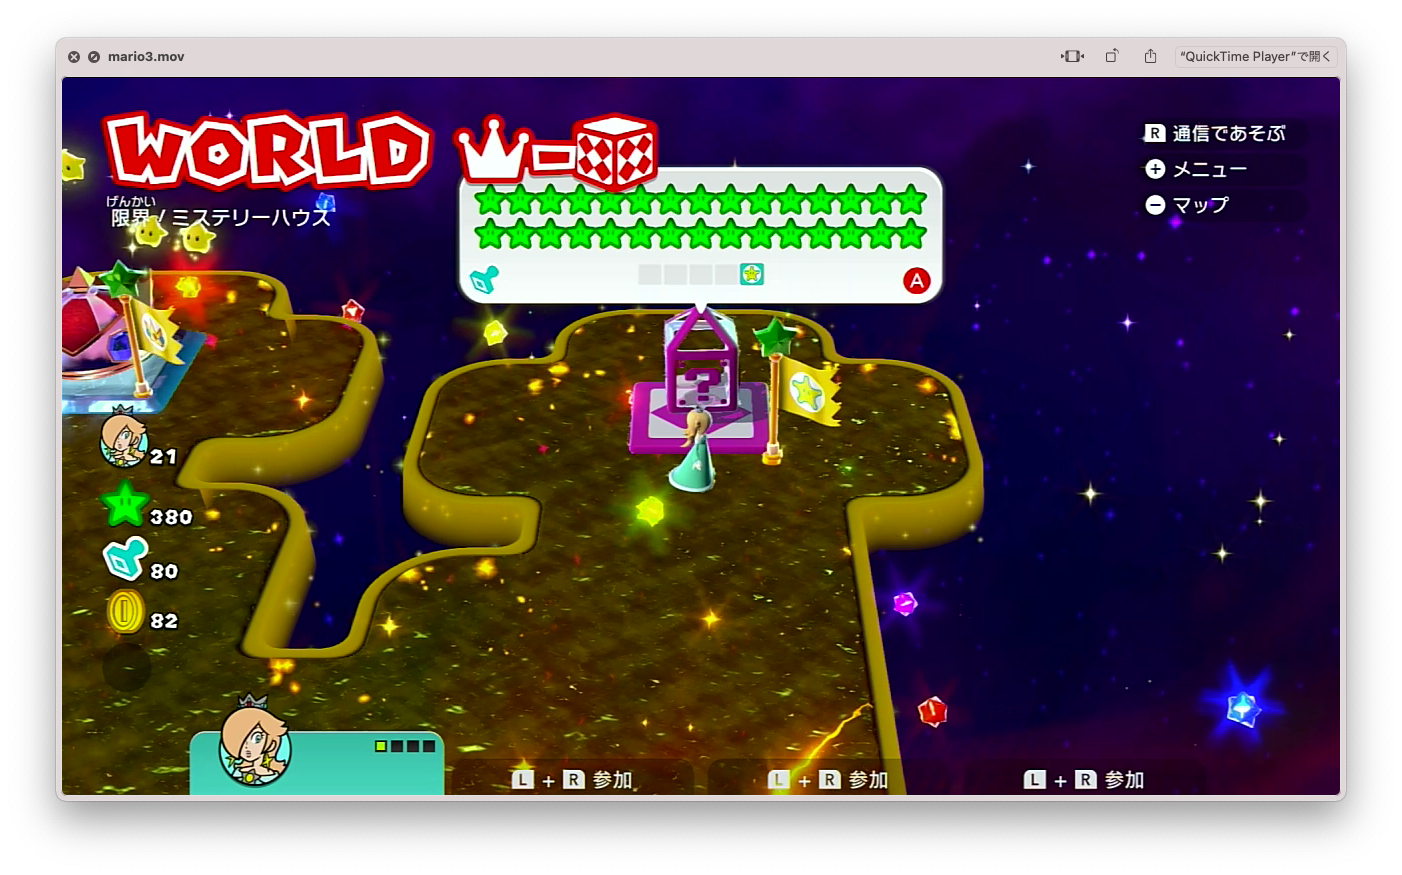 mario3.mov
"QuickTime Player"で開く
WORLD
げんかい
限界！ミステリーハウス
R 通信であそぶ
+ メニュー
− マップ
A
?
21
380
80
82
L + R 参加
L + R 参加
L + R 参加